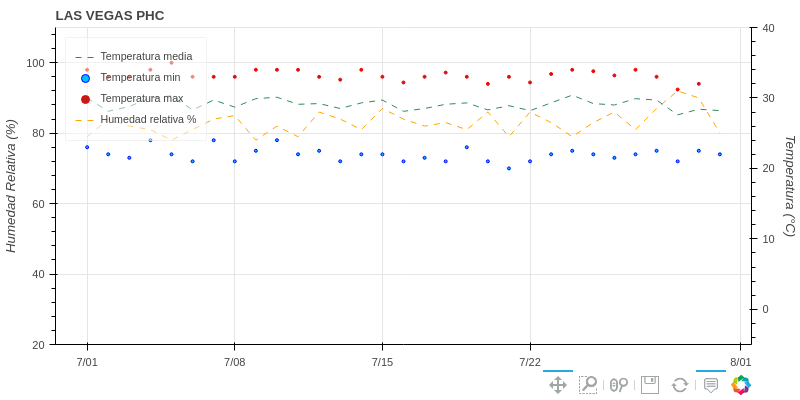 LAS VEGAS PHC
Temperatura media
Temperatura min
Temperatura max
Humedad relativa %
Humedad Relativa (%)
100
80
60
40
20
Temperatura (°C)
40
30
20
10
0
7/01
7/08
7/15
7/22
8/01